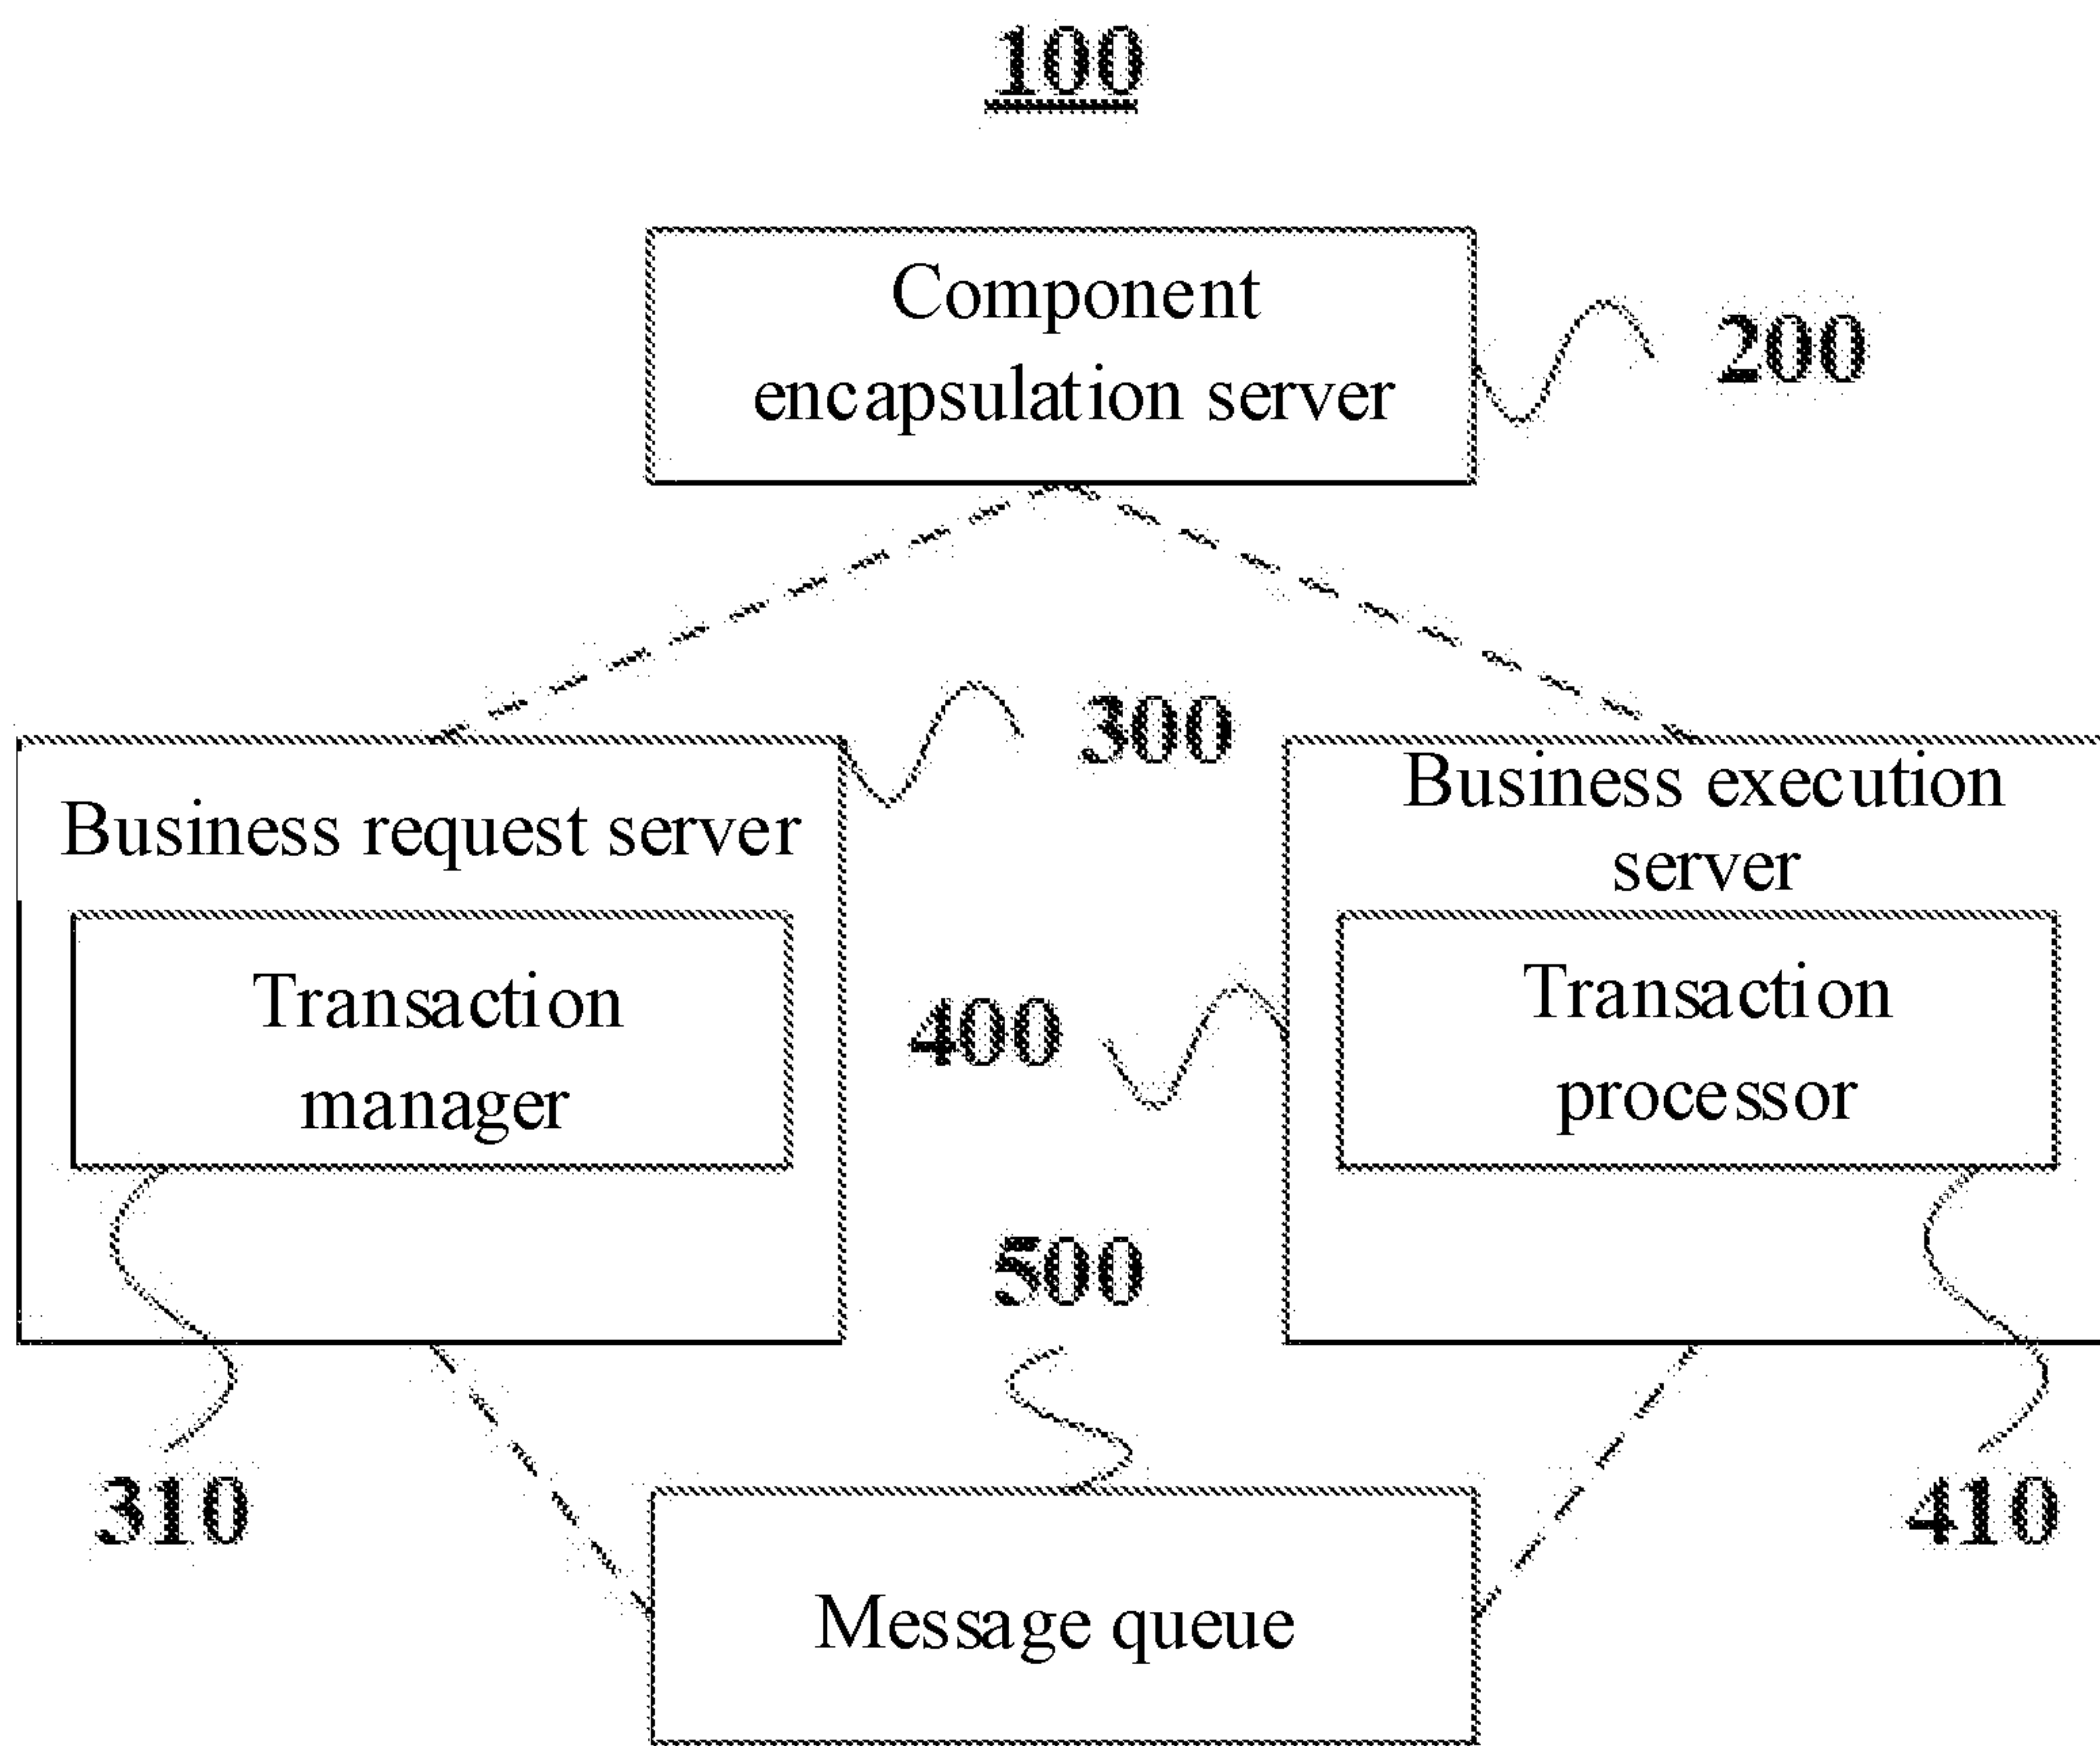 100
Component
encapsulation server
200
300
Business request server
Business execution
server
Transaction
manager
400
Transaction
processor
500
310
410
Message queue